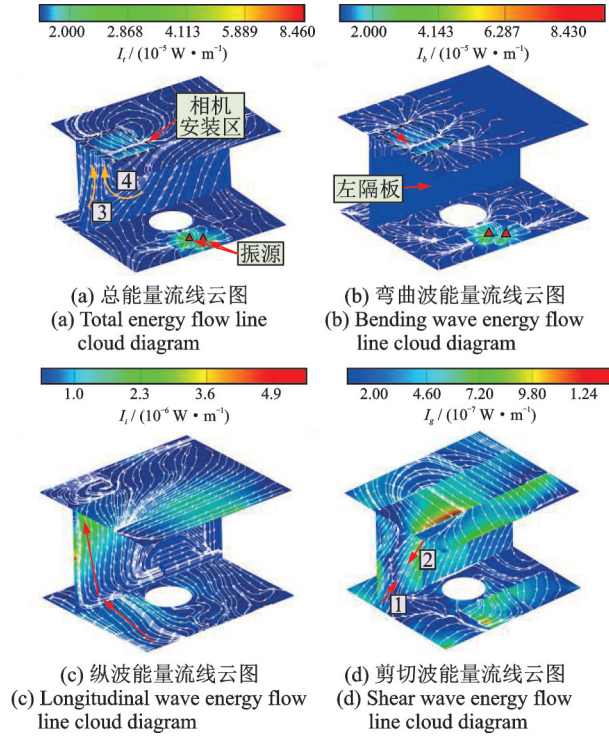 2.000 2.868 4.113 5.889 8.460
I_t / (10⁻⁵ W·m⁻¹)
2.000 4.115 6.287 8.430
I_b / (10⁻⁵ W·m⁻¹)
相机
安装区
4
3
振源
左隔板
(a) 总能量流线云图
(a) Total energy flow line
cloud diagram
(b) 弯曲波能量流线云图
(b) Bending wave energy flow
line cloud diagram
1.0 2.3 3.6 4.9
I_i / (10⁻⁶ W·m⁻¹)
2.00 4.60 7.20 9.80 1.24
I_g / (10⁻⁷ W·m⁻¹)
2
1
(c) 纵波能量流线云图
(c) Longitudinal wave energy flow
line cloud diagram
(d) 剪切波能量流线云图
(d) Shear wave energy flow
line cloud diagram